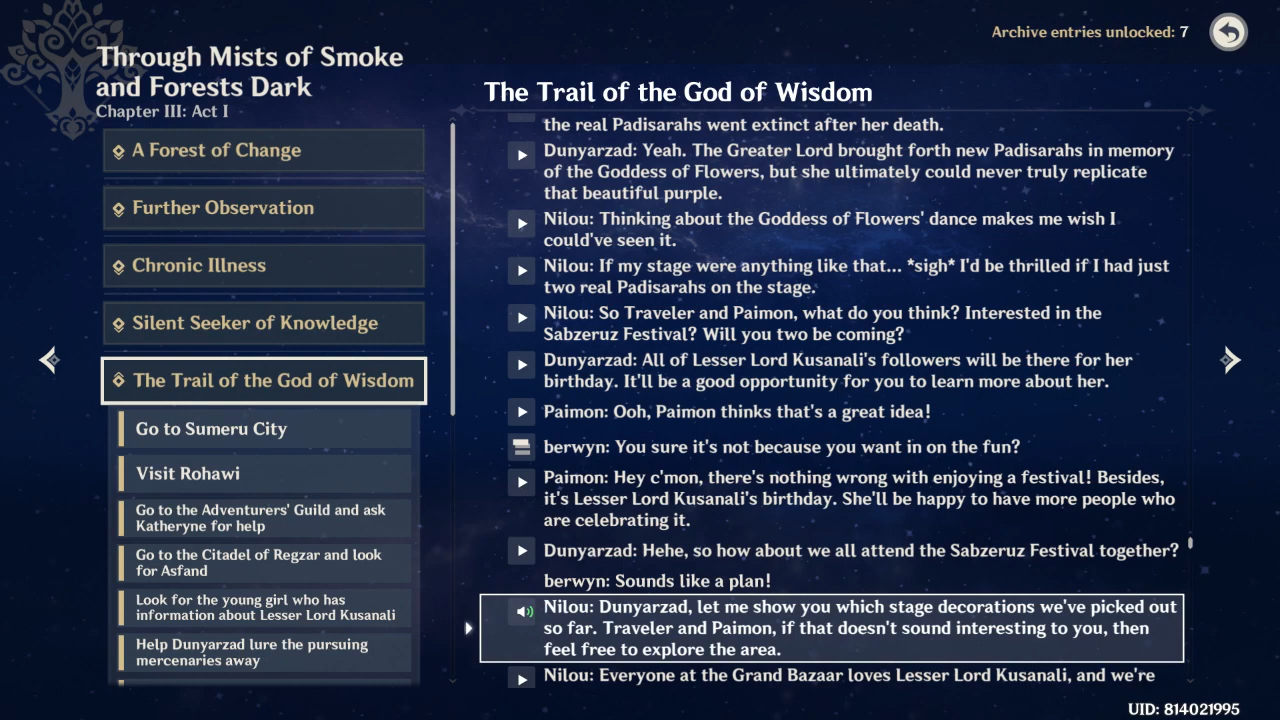 Through Mists of Smoke
and Forests Dark
Chapter III: Act I
A Forest of Change
Further Observation
Chronic Illness
Silent Seeker of Knowledge
The Trail of the God of Wisdom
Go to Sumeru City
Visit Rohawi
Go to the Adventurers' Guild and ask
Katheryne for help
Go to the Citadel of Regzar and look
for Asfand
Look for the young girl who has
information about Lesser Lord Kusanali
Help Dunyarzad lure the pursuing
mercenaries away
Archive entries unlocked: 7
The Trail of the God of Wisdom
the real Padisarahs went extinct after her death.
Dunyarzad: Yeah. The Greater Lord brought forth new Padisarahs in memory
of the Goddess of Flowers, but she ultimately could never truly replicate
that beautiful purple.
Nilou: Thinking about the Goddess of Flowers' dance makes me wish I
could've seen it.
Nilou: If my stage were anything like that... *sigh* I'd be thrilled if I had just
two real Padisarahs on the stage.
Nilou: So Traveler and Paimon, what do you think? Interested in the
Sabzeruz Festival? Will you two be coming?
Dunyarzad: All of Lesser Lord Kusanali's followers will be there for her
birthday. It'll be a good opportunity for you to learn more about her.
Paimon: Ooh, Paimon thinks that's a great idea!
berwyn: You sure it's not because you want in on the fun?
Paimon: Hey c'mon, there's nothing wrong with enjoying a festival! Besides,
it's Lesser Lord Kusanali's birthday. She'll be happy to have more people who
are celebrating it.
Dunyarzad: Hehe, so how about we all attend the Sabzeruz Festival together?
berwyn: Sounds like a plan!
Nilou: Dunyarzad, let me show you which stage decorations we've picked out
so far. Traveler and Paimon, if that doesn't sound interesting to you, then
feel free to explore the area.
Nilou: Everyone at the Grand Bazaar loves Lesser Lord Kusanali, and we're
UID: 814021995